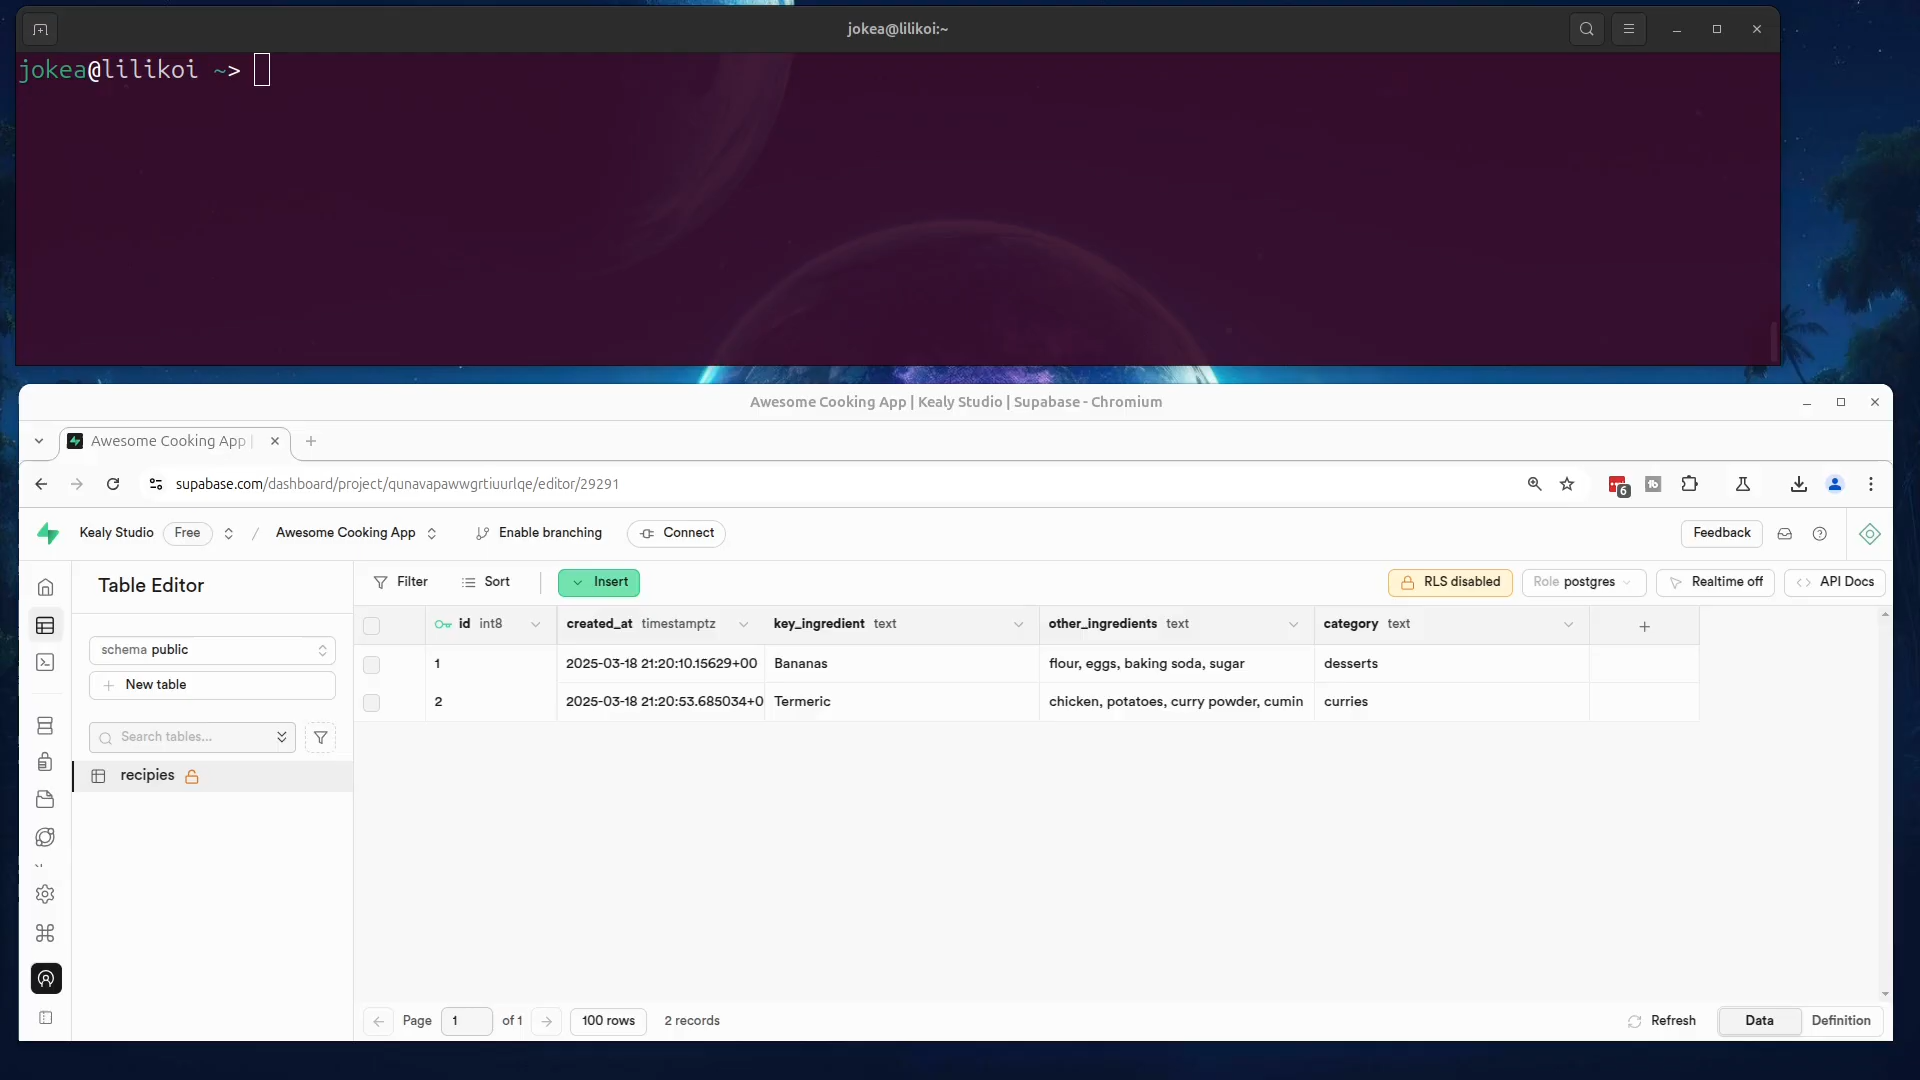 jokea@lilikoi:~
jokea@lilikoi ~>
Awesome Cooking App | Kealy Studio | Supabase - Chromium
Awesome Cooking App |
supabase.com/dashboard/project/qunavapawwgrtiuurlqe/editor/29291
6
Kealy Studio Free / Awesome Cooking App Enable branching Connect Feedback
Table Editor
Filter Sort Insert RLS disabled Role postgres Realtime off API Docs
schema public
New table
Search tables...
recipies
id int8 created_at timestamptz key_ingredient text other_ingredients text category text
1 2025-03-18 21:20:10.15629+00 Bananas flour, eggs, baking soda, sugar desserts
2 2025-03-18 21:20:53.685034+0 Termeric chicken, potatoes, curry powder, cumin curries
Page 1 of 1 100 rows 2 records Refresh Data Definition